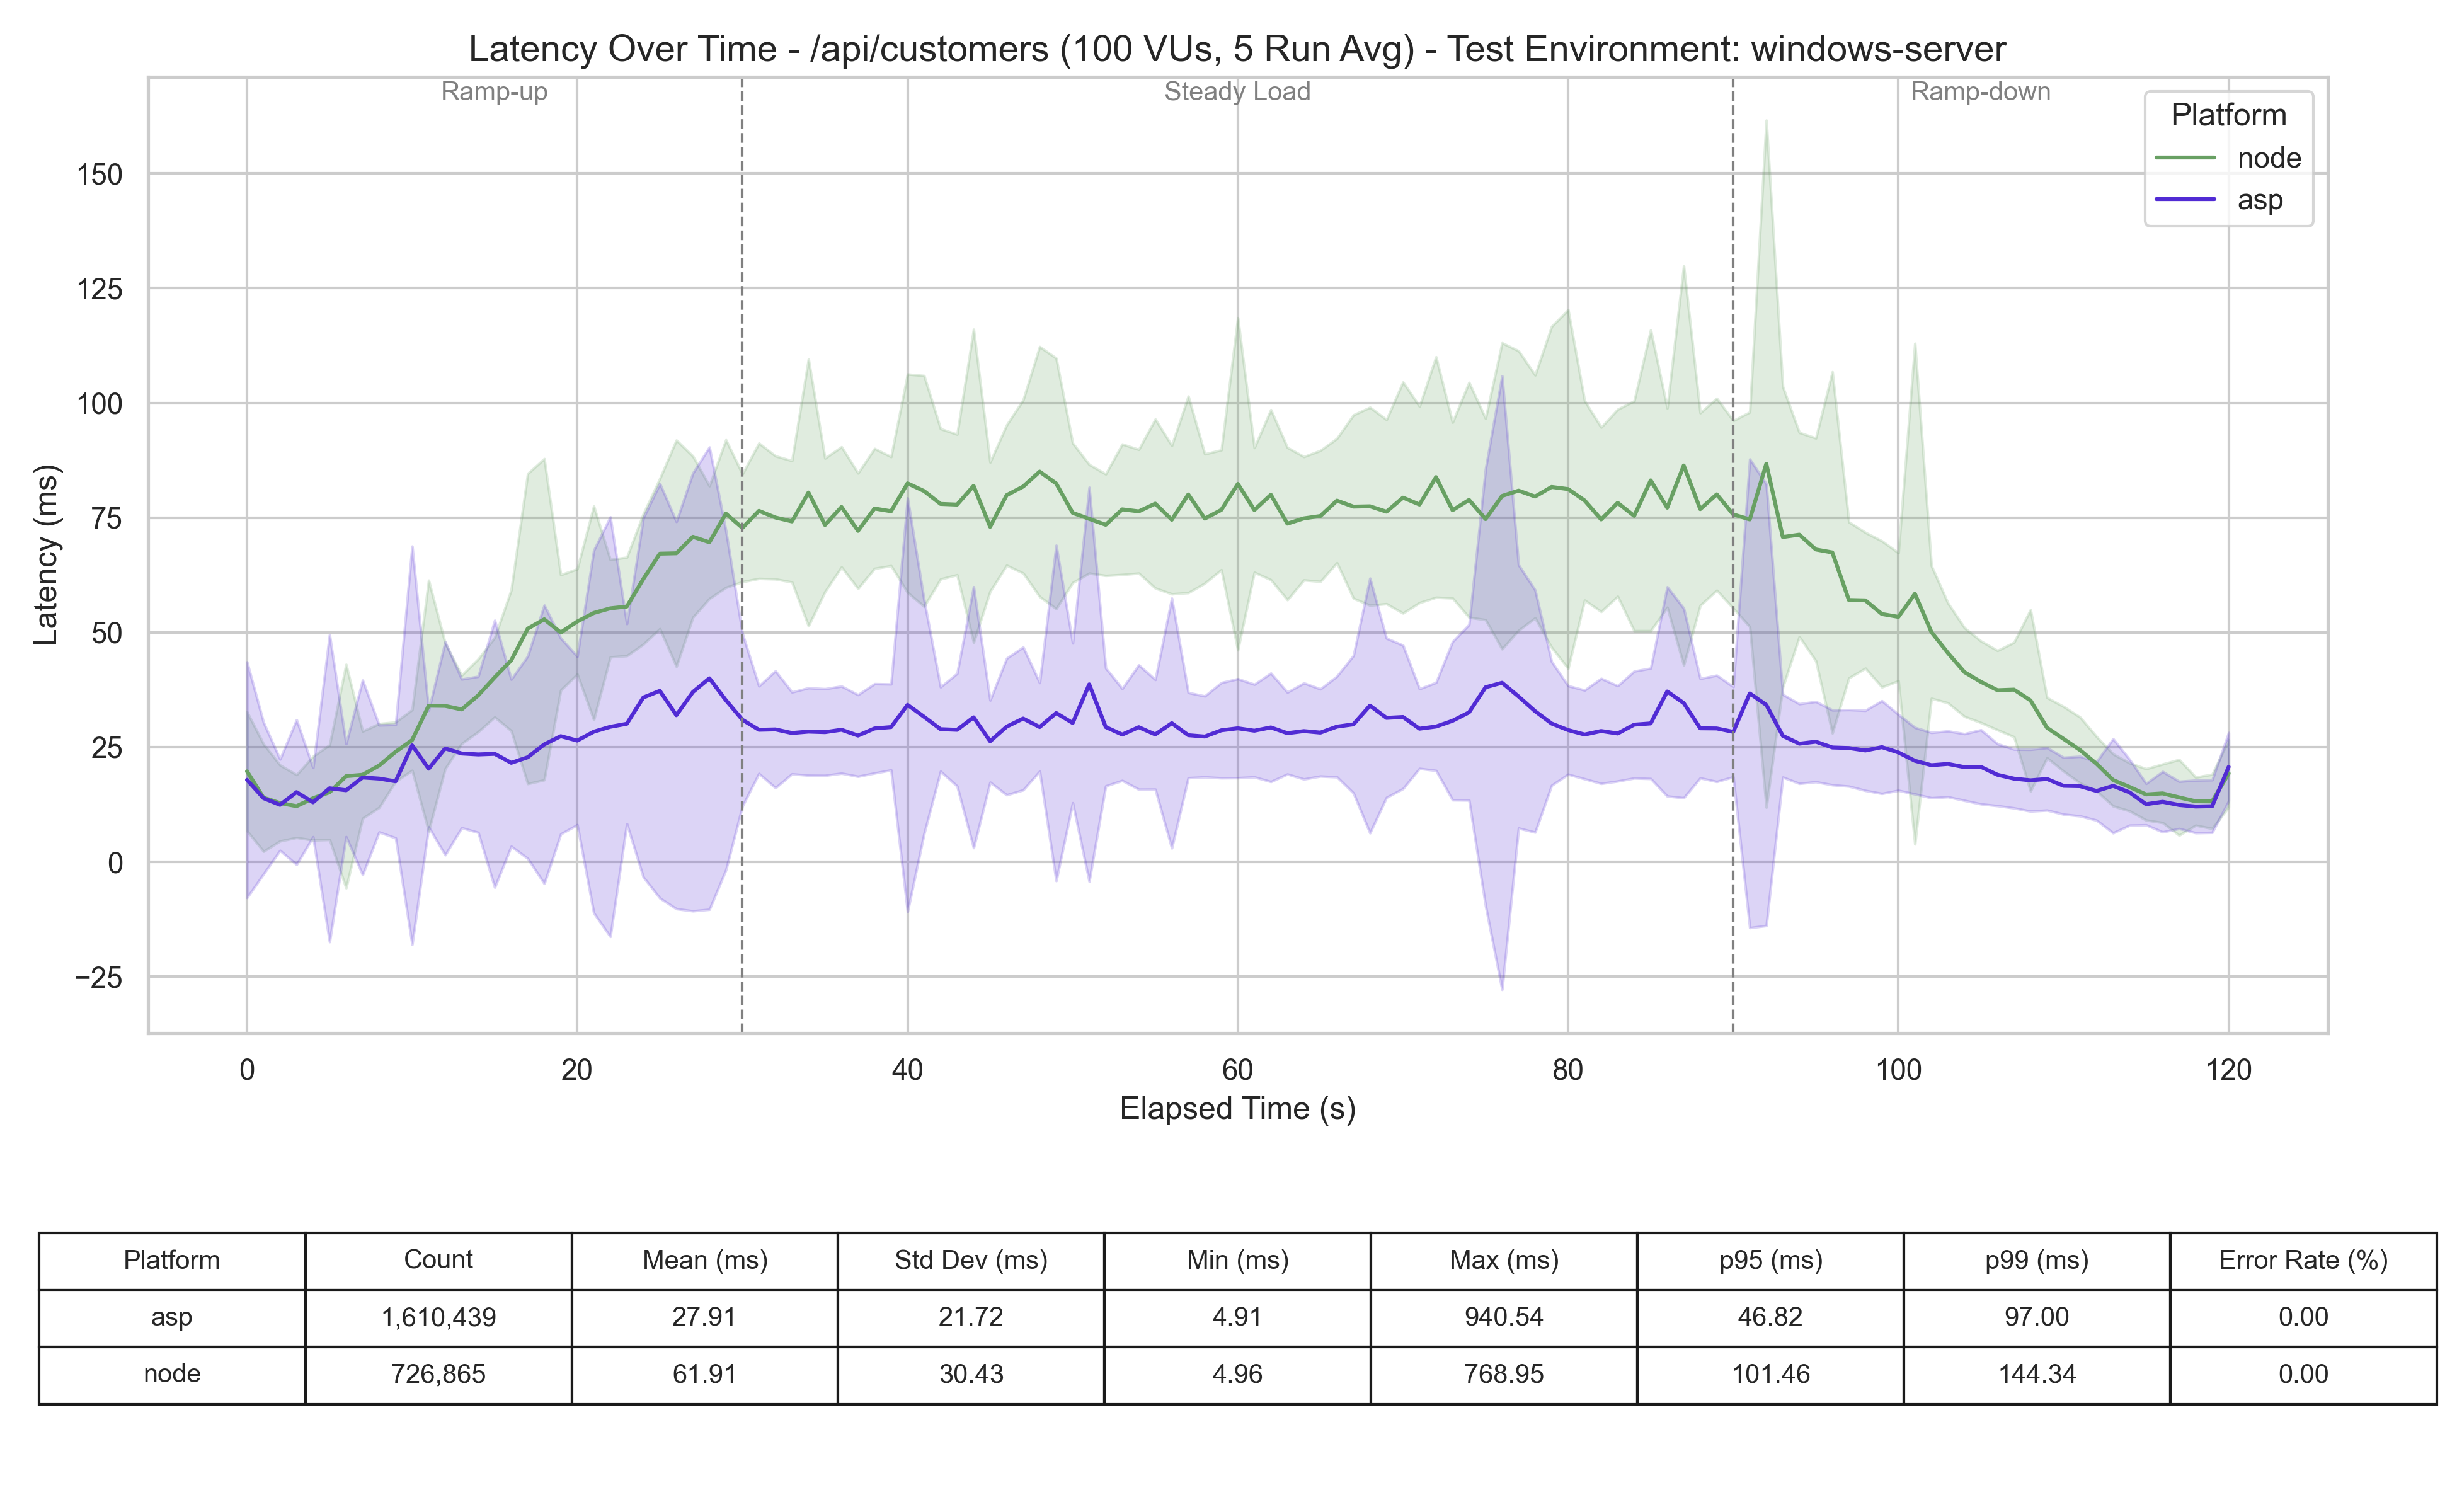 Latency Over Time - /api/customers (100 VUs, 5 Run Avg) - Test Environment: windows-server
Ramp-up
Steady Load
Ramp-down
Platform
node
asp
Latency (ms)
150
125
100
75
50
25
0
−25
0 20 40 60 80 100 120
Elapsed Time (s)
Platform Count Mean (ms) Std Dev (ms) Min (ms) Max (ms) p95 (ms) p99 (ms) Error Rate (%)
asp 1,610,439 27.91 21.72 4.91 940.54 46.82 97.00 0.00
node 726,865 61.91 30.43 4.96 768.95 101.46 144.34 0.00